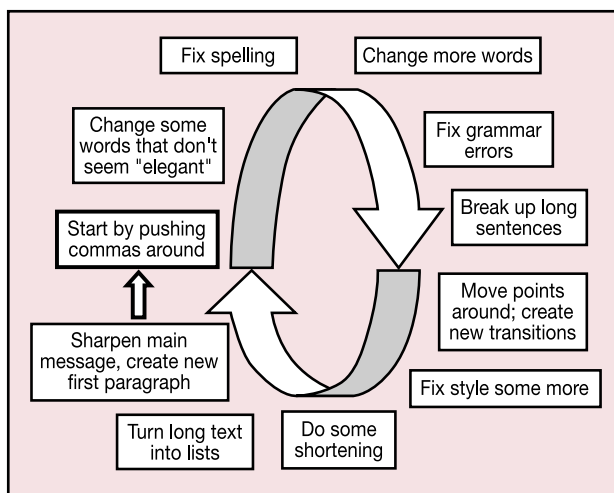 Fix spelling
Change more words
Change some
words that don't
seem "elegant"
Fix grammar
errors
Start by pushing
commas around
Break up long
sentences
Move points
around; create
new transitions
Sharpen main
message, create new
first paragraph
Fix style some more
Turn long text
into lists
Do some
shortening